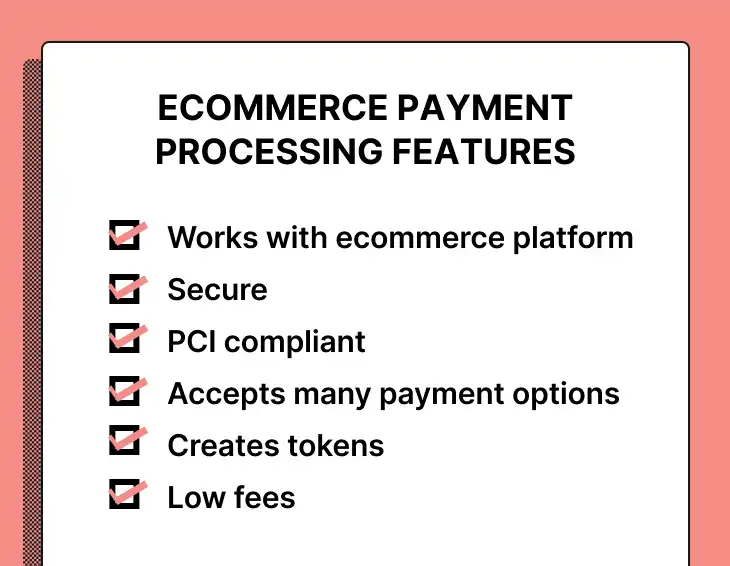 ECOMMERCE PAYMENT
PROCESSING FEATURES
Works with ecommerce platform
Secure
PCI compliant
Accepts many payment options
Creates tokens
Low fees